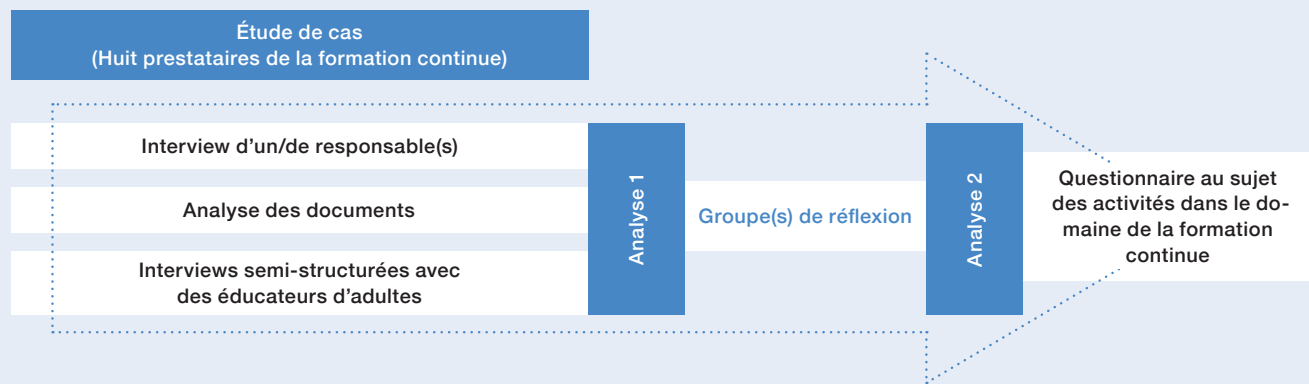 Étude de cas
(Huit prestataires de la formation continue)
Interview d’un/de responsable(s)
Analyse des documents
Interviews semi-structurées avec
des éducateurs d’adultes
Analyse 1
Groupe(s) de réflexion
Analyse 2
Questionnaire au sujet
des activités dans le do-
maine de la formation
continue